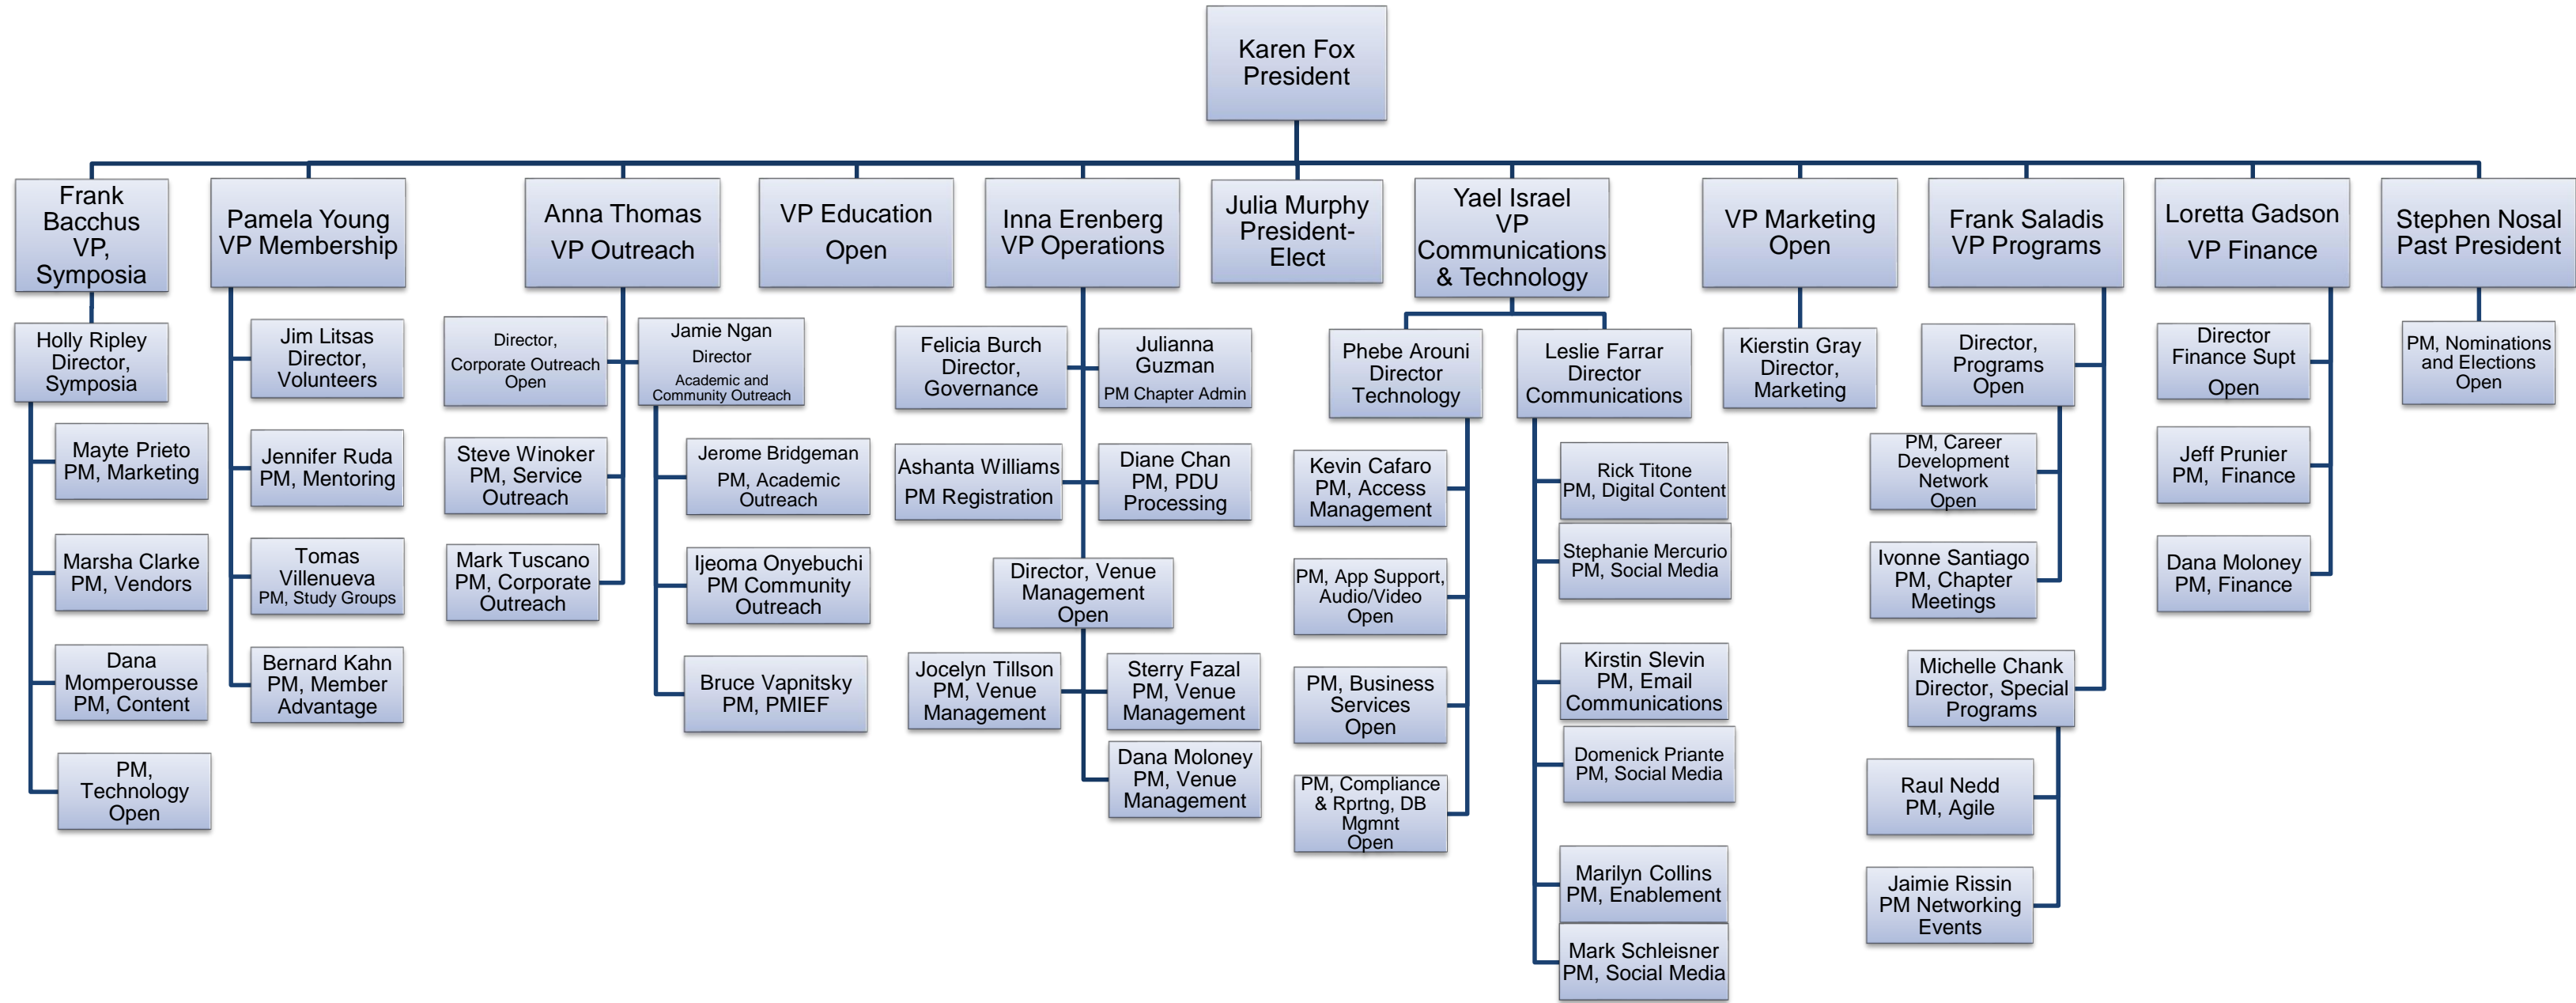 Karen Fox
President
Frank
Bacchus
VP,
Symposia
Pamela Young
VP Membership
Anna Thomas
VP Outreach
VP Education
Open
Inna Erenberg
VP Operations
Julia Murphy
President-
Elect
Yael Israel
VP
Communications
& Technology
VP Marketing
Open
Frank Saladis
VP Programs
Loretta Gadson
VP Finance
Stephen Nosal
Past President
Holly Ripley
Director,
Symposia
Mayte Prieto
PM, Marketing
Marsha Clarke
PM, Vendors
Dana
Momperousse
PM, Content
PM,
Technology
Open
Jim Litsas
Director,
Volunteers
Jennifer Ruda
PM, Mentoring
Tomas
Villenueva
PM, Study Groups
Bernard Kahn
PM, Member
Advantage
Director,
Corporate Outreach
Open
Steve Winoker
PM, Service
Outreach
Mark Tuscano
PM, Corporate
Outreach
Jamie Ngan
Director
Academic and
Community Outreach
Jerome Bridgeman
PM, Academic
Outreach
Ijeoma Onyebuchi
PM Community
Outreach
Bruce Vapnitsky
PM, PMIEF
Felicia Burch
Director,
Governance
Julianna
Guzman
PM Chapter Admin
Ashanta Williams
PM Registration
Diane Chan
PM, PDU
Processing
Director, Venue
Management
Open
Jocelyn Tillson
PM, Venue
Management
Sterry Fazal
PM, Venue
Management
Dana Moloney
PM, Venue
Management
Phebe Arouni
Director
Technology
Kevin Cafaro
PM, Access
Management
PM, App Support,
Audio/Video
Open
PM, Business
Services
Open
PM, Compliance
& Rprtng, DB
Mgmnt
Open
Leslie Farrar
Director
Communications
Rick Titone
PM, Digital Content
Stephanie Mercurio
PM, Social Media
Kirstin Slevin
PM, Email
Communications
Domenick Priante
PM, Social Media
Marilyn Collins
PM, Enablement
Mark Schleisner
PM, Social Media
Kierstin Gray
Director,
Marketing
Director,
Programs
Open
PM, Career
Development
Network
Open
Ivonne Santiago
PM, Chapter
Meetings
Michelle Chank
Director, Special
Programs
Raul Nedd
PM, Agile
Jaimie Rissin
PM Networking
Events
Director
Finance Supt
Open
Jeff Prunier
PM, Finance
Dana Moloney
PM, Finance
PM, Nominations
and Elections
Open